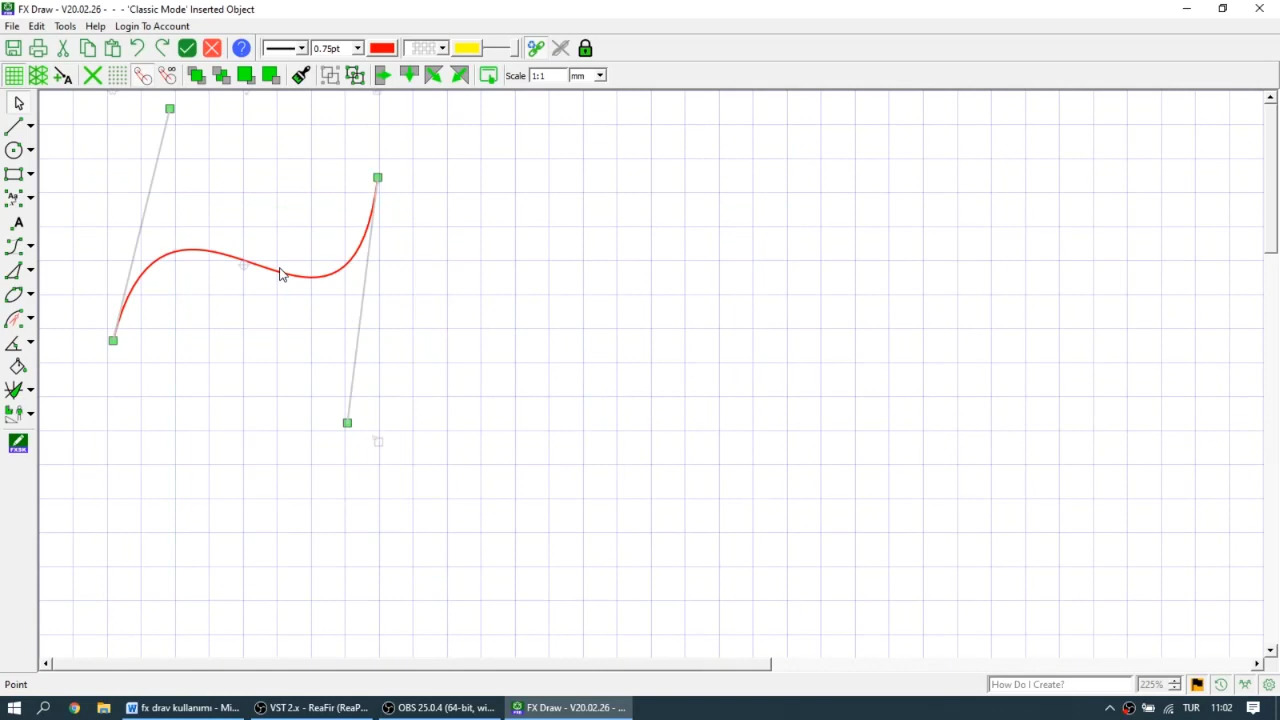 FX Draw - V20.02.26 - - - 'Classic Mode' Inserted Object
File Edit Tools Help Login To Account
0.75pt
Scale 1:1 mm
A
Point
How Do I Create? 225%
fx drav kullanımı - Mi... VST 2.x - ReaFir (ReaP... OBS 25.0.4 (64-bit, wi... FX Draw - V20.02.26 - ... TUR 11:02